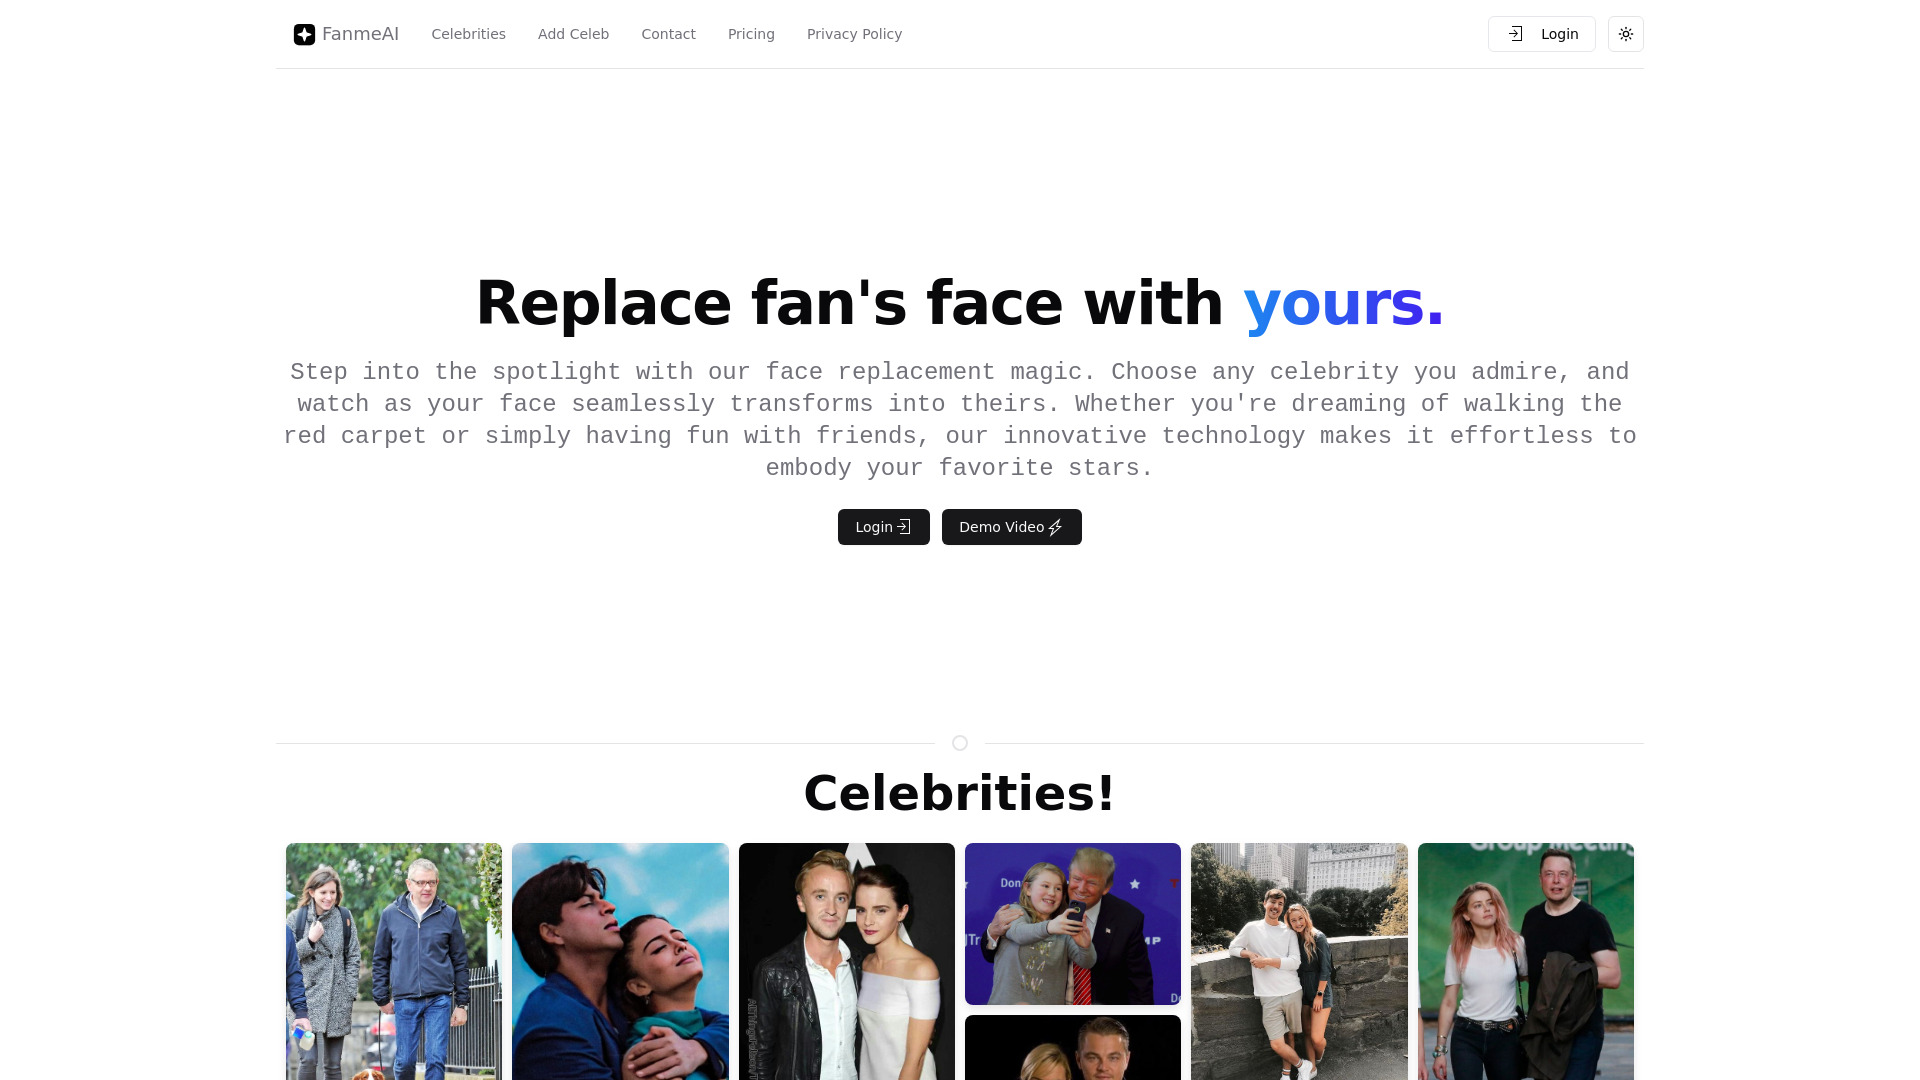 FanmeAI Celebrities Add Celeb Contact Pricing Privacy Policy Login
Replace fan's face with yours.
Step into the spotlight with our face replacement magic. Choose any celebrity you admire, and
watch as your face seamlessly transforms into theirs. Whether you're dreaming of walking the
red carpet or simply having fun with friends, our innovative technology makes it effortless to
embody your favorite stars.
Login Demo Video
Celebrities!
Don